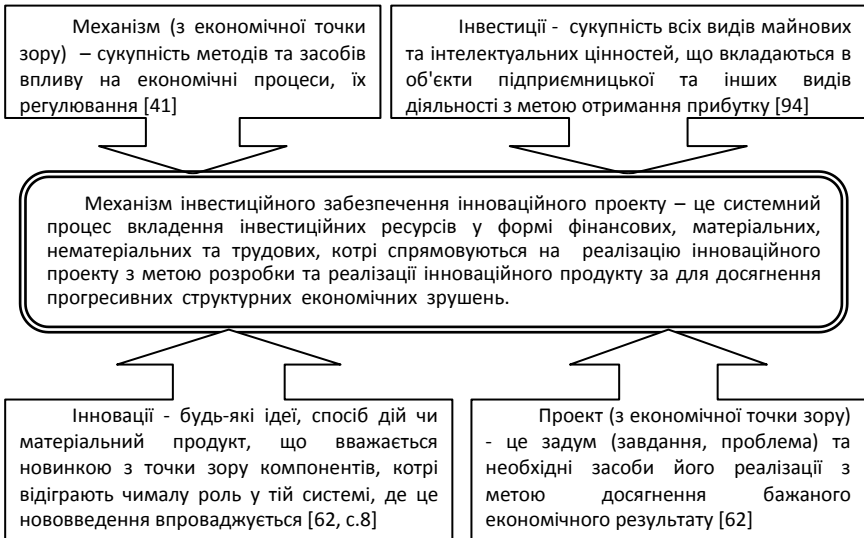 Механізм (з економічної точки
зору) – сукупність методів та засобів
впливу на економічні процеси, їх
регулювання [41]
Інвестиції - сукупність всіх видів майнових
та інтелектуальних цінностей, що вкладаються в
об'єкти підприємницької та інших видів
діяльності з метою отримання прибутку [94]
Механізм інвестиційного забезпечення інноваційного проекту – це системний
процес вкладення інвестиційних ресурсів у формі фінансових, матеріальних,
нематеріальних та трудових, котрі спрямовуються на реалізацію інноваційного
проекту з метою розробки та реалізації інноваційного продукту за для досягнення
прогресивних структурних економічних зрушень.
Інновації - будь-які ідеї, спосіб дій чи
матеріальний продукт, що вважається
новинкою з точки зору компонентів, котрі
відіграють чималу роль у тій системі, де це
нововведення впроваджується [62, с.8]
Проект (з економічної точки зору)
- це задум (завдання, проблема) та
необхідні засоби його реалізації з
метою досягнення бажаного
економічного результату [62]